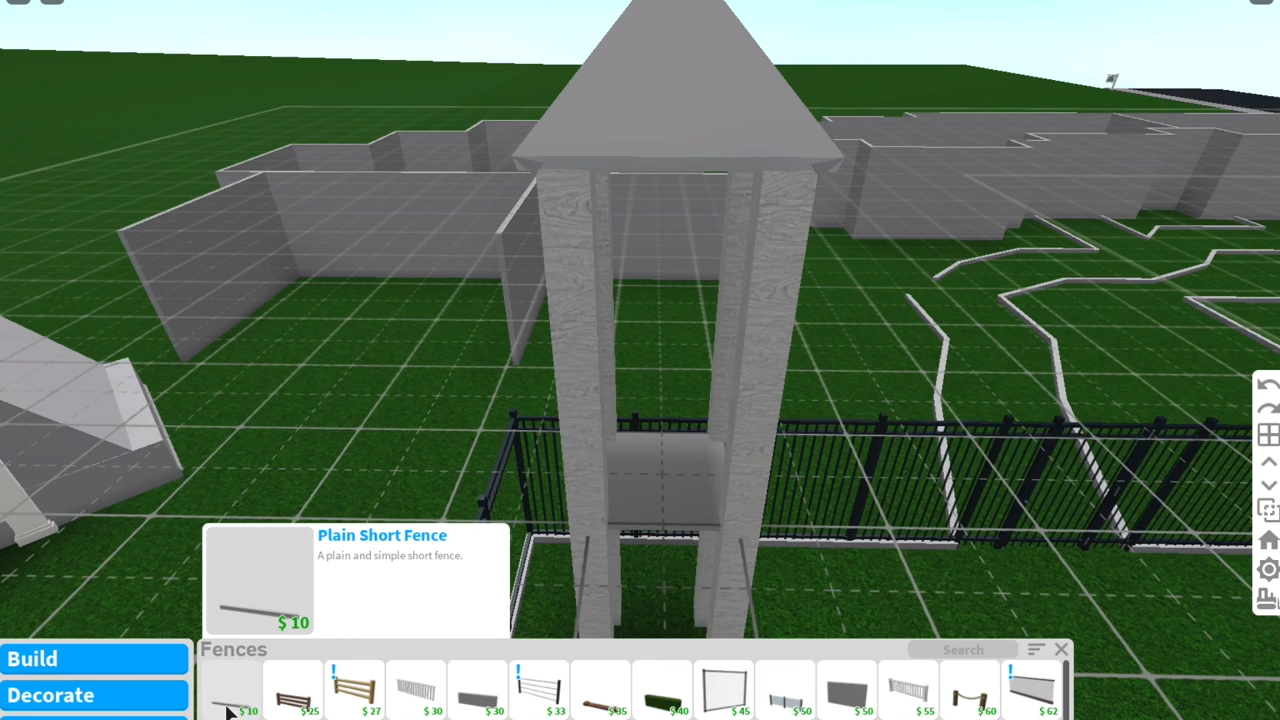 Plain Short Fence
A plain and simple short fence.
$ 10
Fences
Search
Build
Decorate
$10
$25
$ 27
$ 30
$ 30
$ 33
$35
$40
$ 45
$50
$ 50
$ 55
$60
$ 62